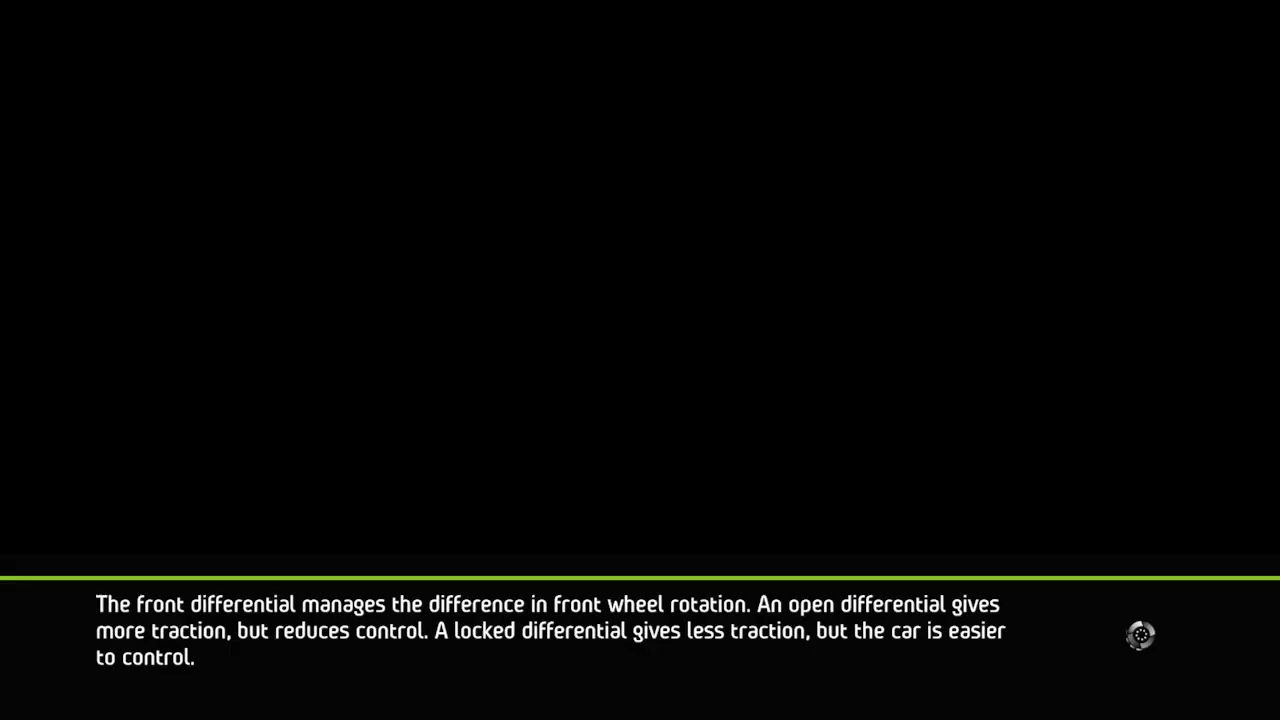 The front differential manages the difference in front wheel rotation. An open differential gives
more traction, but reduces control. A locked differential gives less traction, but the car is easier
to control.